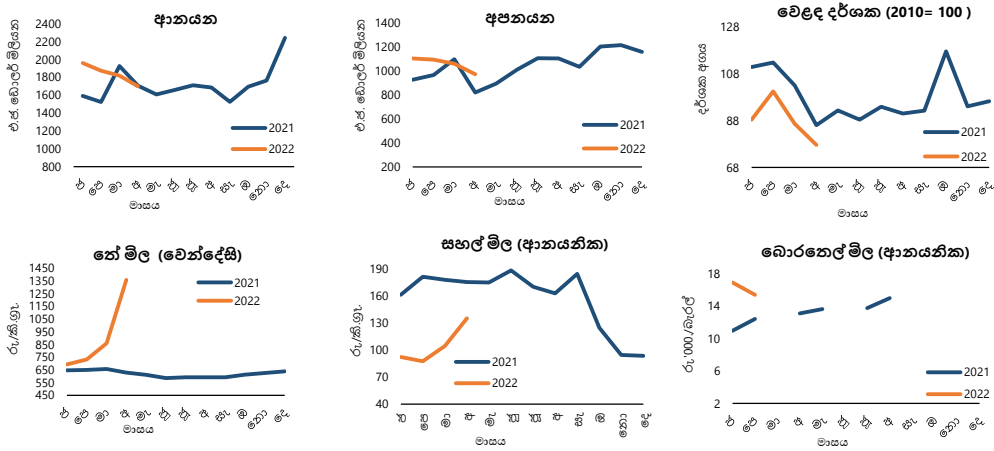 ආනයන
එ.ජ. ඩොලර් මිලියන
2400
2200
2000
1800
1600
1400
1200
1000
800
2021
2022
ජ පෙ මා අ මැ ජූ ජූ අ සැ ඔ නො දෙ
මාසය
අපනයන
එ.ජ. ඩොලර් මිලියන
1400
1200
1000
800
600
400
200
2021
2022
ජ පෙ මා අ මැ ජූ ජූ අ සැ ඔ නො දෙ
මාසය
වෙළඳ දර්ශක (2010= 100 )
දර්ශක අගය
128
108
88
68
2021
2022
ජ පෙ මා අ මැ ජූ ජූ අ සැ ඔ නො දෙ
මාසය
තේ මිල (වෙන්දේසි)
රු/කි.ග්‍රෑ
1450
1350
1250
1150
1050
950
850
750
650
550
450
2021
2022
ජ පෙ මා අ මැ ජූ ජූ අ සැ ඔ නො දෙ
මාසය
සහල් මිල (ආනයනික)
රු/කි.ග්‍රෑ
190
160
130
100
70
40
2021
2022
ජ පෙ මා අ මැ ජූ ජූ අ සැ ඔ නො දෙ
මාසය
බොරතෙල් මිල (ආනයනික)
රු'000/බැරල්
18
14
10
6
2
2021
2022
ජ පෙ මා අ මැ ජූ ජූ අ සැ ඔ නො දෙ
මාසය